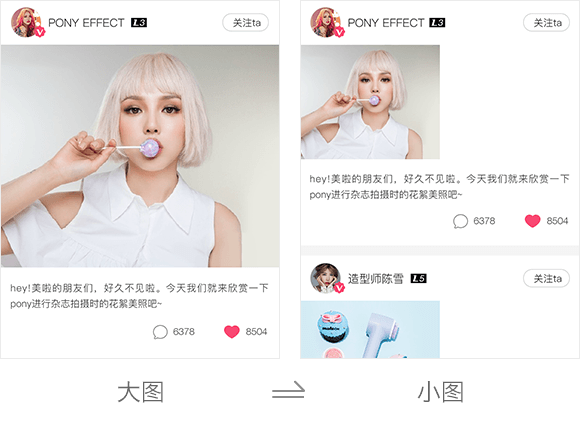 PONY EFFECT L3 关注ta
hey!美啦的朋友们，好久不见啦。今天我们就来欣赏一下
pony进行杂志拍摄时的花絮美照吧~
6378 8504
大图
PONY EFFECT L3 关注ta
hey!美啦的朋友们，好久不见啦。今天我们就来欣赏一下
pony进行杂志拍摄时的花絮美照吧~
6378 8504
造型师陈雪 L5 关注ta
小图